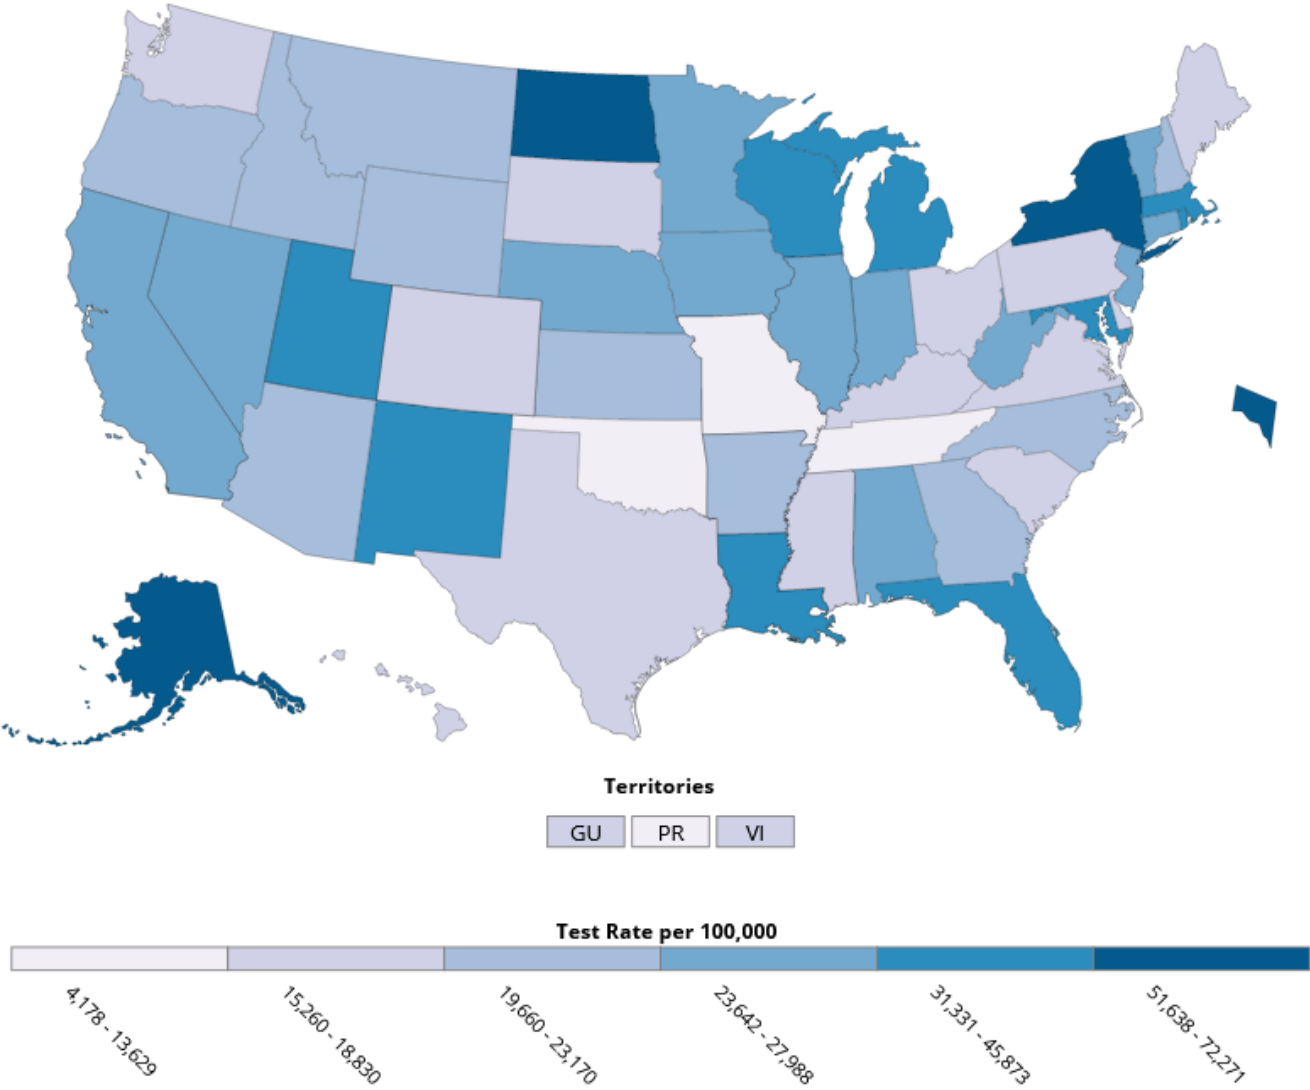 Territories
GU PR VI
Test Rate per 100,000
4,178 - 13,629
15,260 - 18,830
19,660 - 23,170
23,642 - 27,988
31,331 - 45,873
51,638 - 72,271